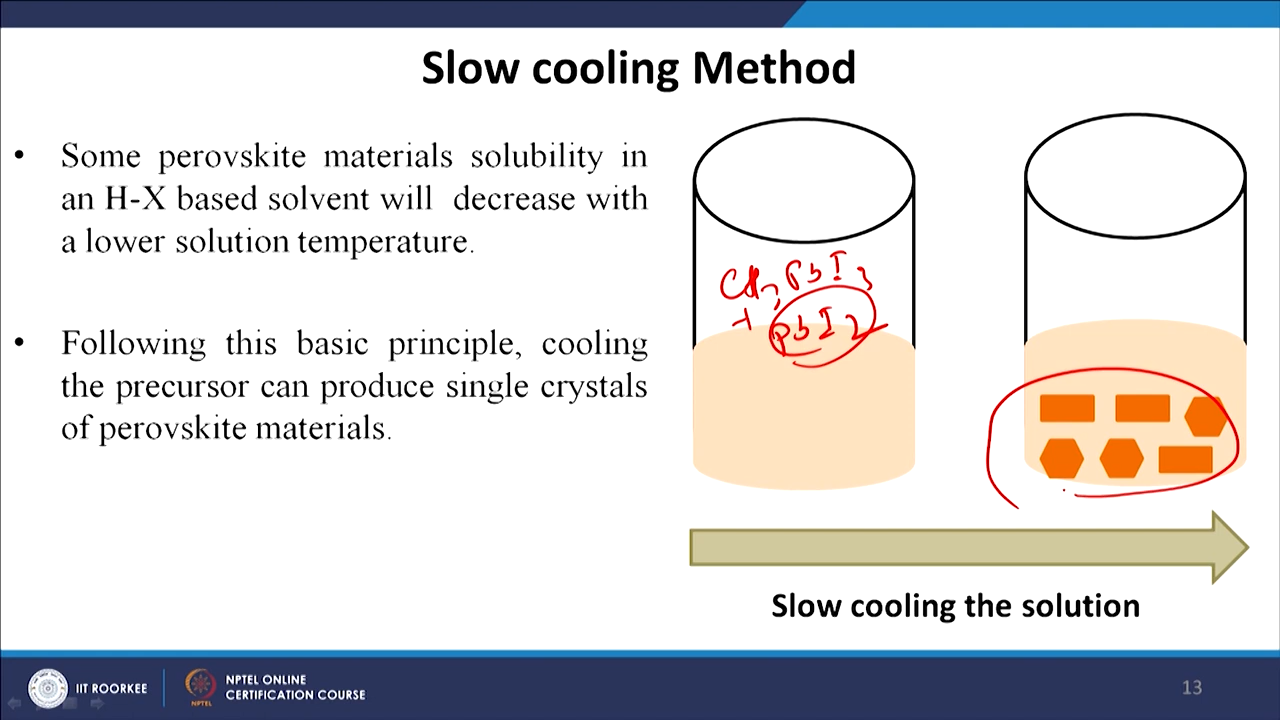 Slow cooling Method
• Some perovskite materials solubility in
an H-X based solvent will decrease with
a lower solution temperature.
• Following this basic principle, cooling
the precursor can produce single crystals
of perovskite materials.
PbI3
+ PbI2
Slow cooling the solution
IIT ROORKEE
NPTEL
NPTEL ONLINE
CERTIFICATION COURSE
13